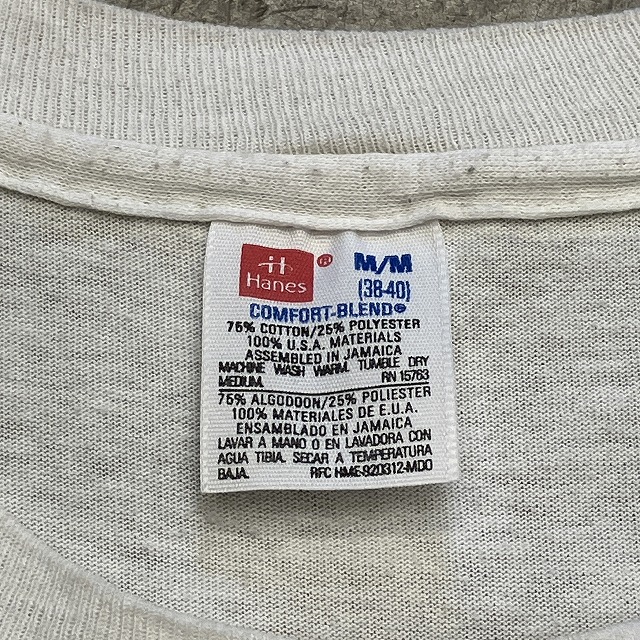 Hanes ® M/M
(38-40)
COMFORT-BLEND®
75% COTTON/25% POLYESTER
100% U.S.A. MATERIALS
ASSEMBLED IN JAMAICA
MACHINE WASH WARM. TUMBLE DRY
MEDIUM. RN 15763
75% ALGODOON/25% POLIESTER
100% MATERIALES DE E.U.A.
ENSAMBLADO EN JAMAICA
LAVAR A MANO O EN LAVADORA CON
AGUA TIBIA. SECAR A TEMPERATURA
BAJA. RFC HME-920312-MD0